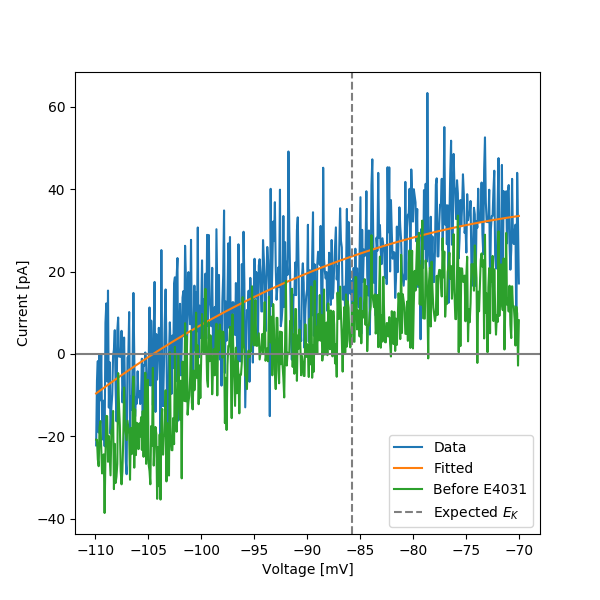 60
40
20
0
−20
−40
Current [pA]
Data
Fitted
Before E4031
Expected E_K
−110 −105 −100 −95 −90 −85 −80 −75 −70
Voltage [mV]